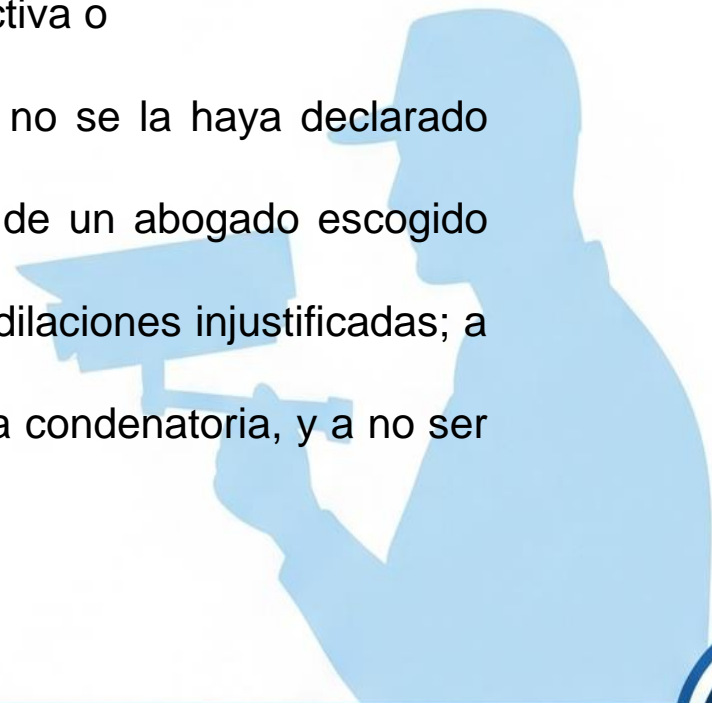 ctiva o
no se la haya declarado
de un abogado escogido
dilaciones injustificadas; a
a condenatoria, y a no ser